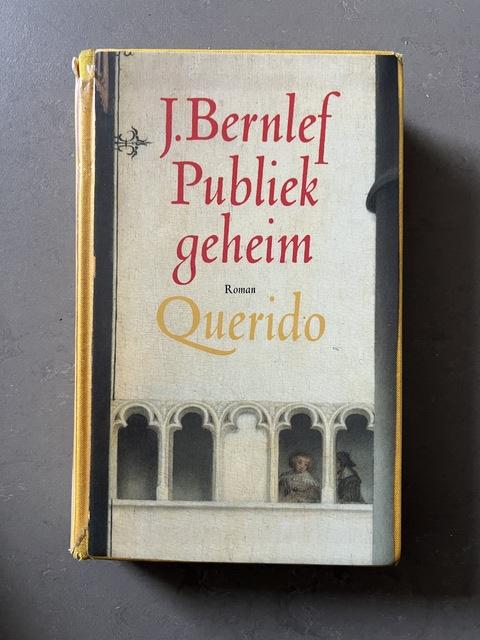 J. Bernlef
Publiek
geheim
Roman
Querido